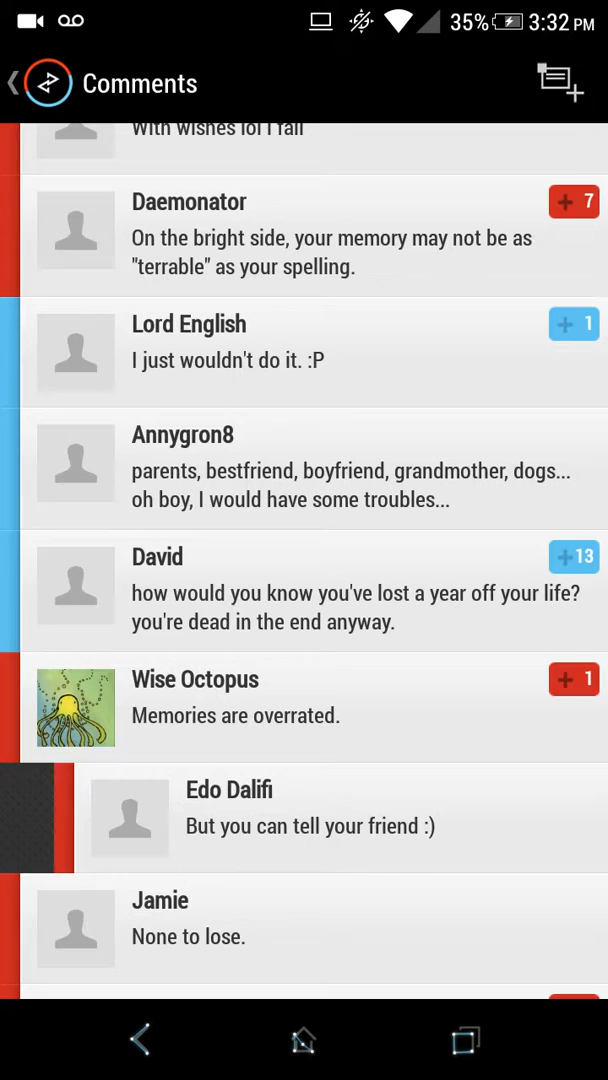 35% 3:32 PM
Comments
With wishes lol I fail
Daemonator
+ 7
On the bright side, your memory may not be as
"terrable" as your spelling.
Lord English
+ 1
I just wouldn't do it. :P
Annygron8
parents, bestfriend, boyfriend, grandmother, dogs...
oh boy, I would have some troubles...
David
+13
how would you know you've lost a year off your life?
you're dead in the end anyway.
Wise Octopus
+ 1
Memories are overrated.
Edo Dalifi
But you can tell your friend :)
Jamie
None to lose.